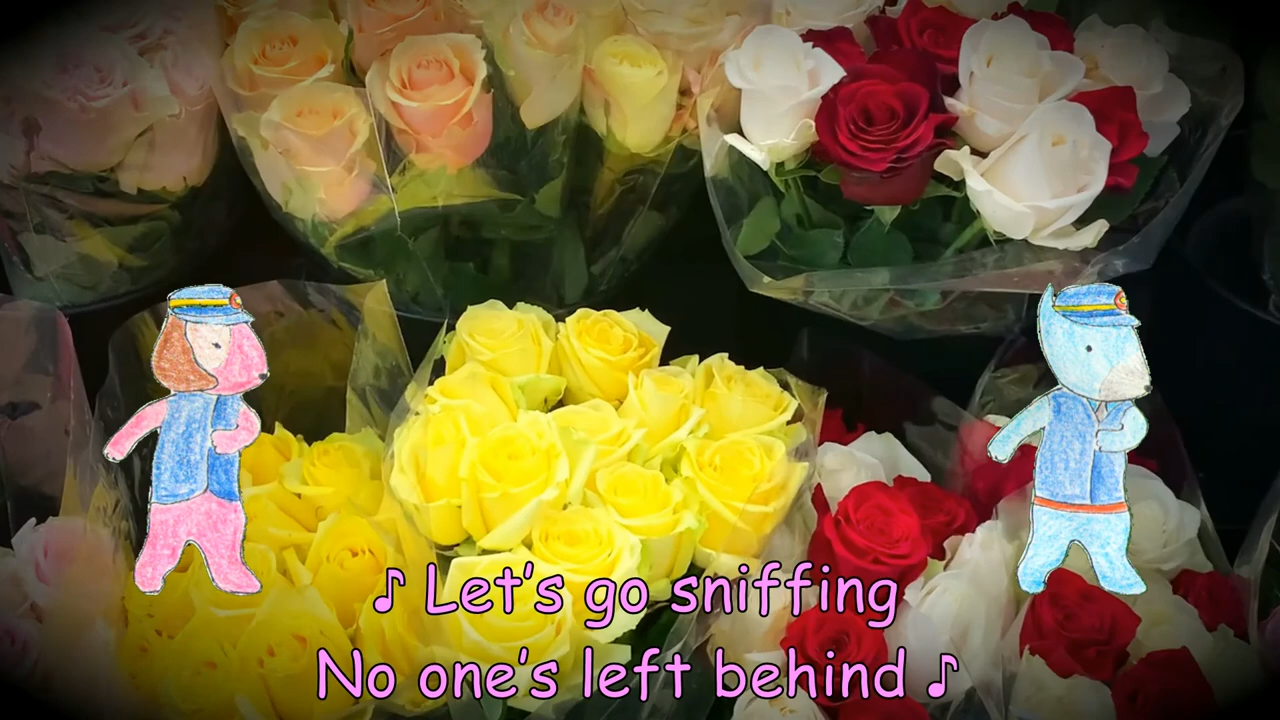 ♪ Let's go sniffing
No one's left behind ♪